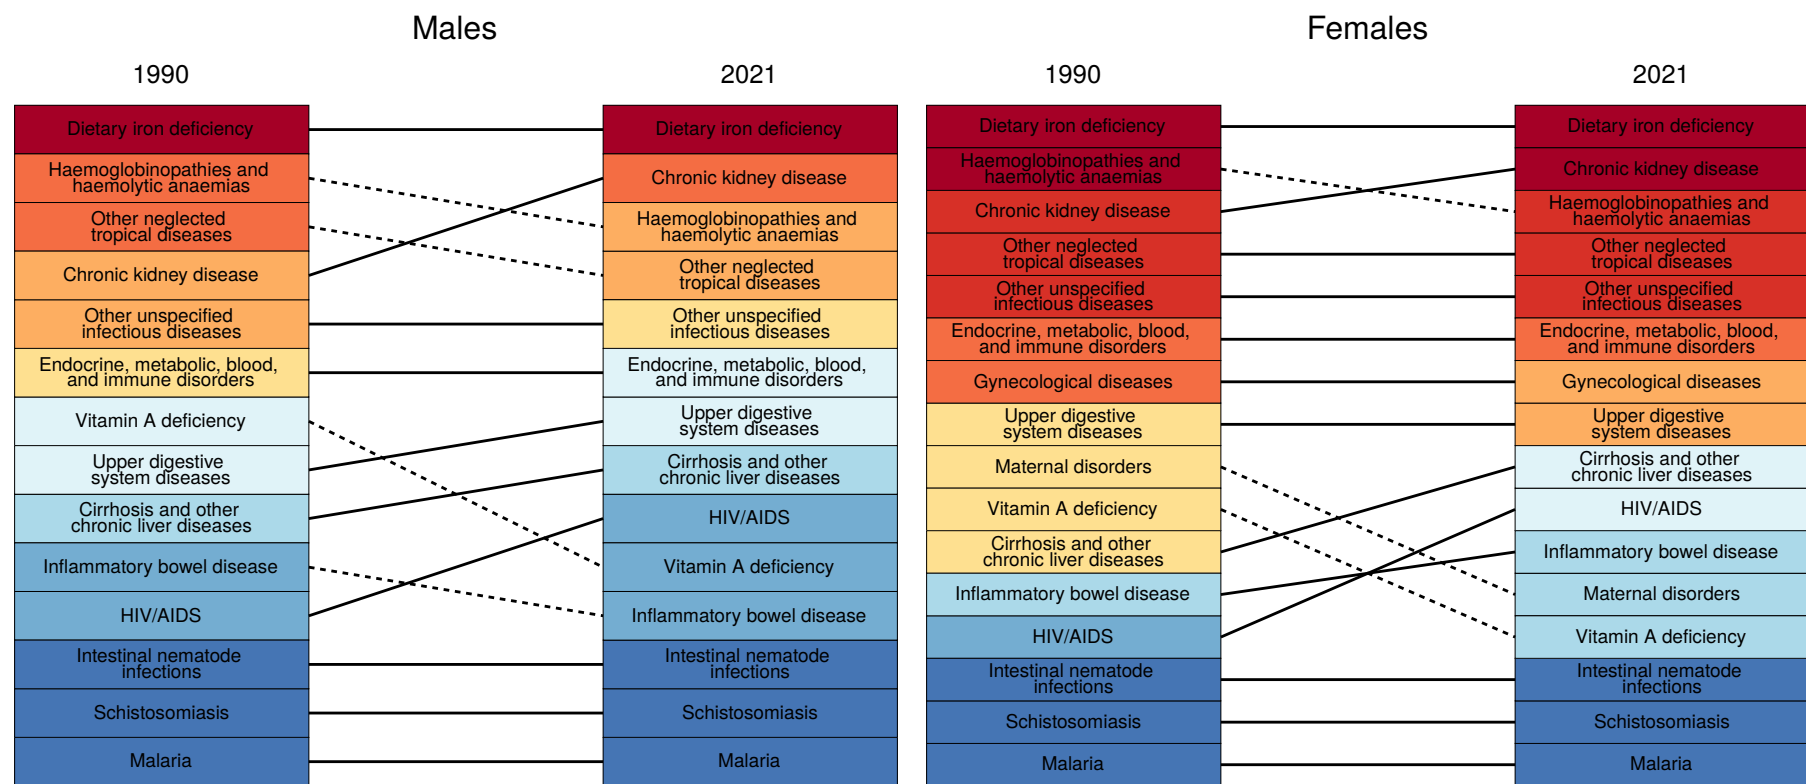 Males
1990
2021
Dietary iron deficiency
Haemoglobinopathies and
haemolytic anaemias
Other neglected
tropical diseases
Chronic kidney disease
Other unspecified
infectious diseases
Endocrine, metabolic, blood,
and immune disorders
Vitamin A deficiency
Upper digestive
system diseases
Cirrhosis and other
chronic liver diseases
Inflammatory bowel disease
HIV/AIDS
Intestinal nematode
infections
Schistosomiasis
Malaria
Dietary iron deficiency
Chronic kidney disease
Haemoglobinopathies and
haemolytic anaemias
Other neglected
tropical diseases
Other unspecified
infectious diseases
Endocrine, metabolic, blood,
and immune disorders
Upper digestive
system diseases
Cirrhosis and other
chronic liver diseases
HIV/AIDS
Vitamin A deficiency
Inflammatory bowel disease
Intestinal nematode
infections
Schistosomiasis
Malaria
Females
1990
2021
Dietary iron deficiency
Haemoglobinopathies and
haemolytic anaemias
Chronic kidney disease
Other neglected
tropical diseases
Other unspecified
infectious diseases
Endocrine, metabolic, blood,
and immune disorders
Gynecological diseases
Upper digestive
system diseases
Maternal disorders
Vitamin A deficiency
Cirrhosis and other
chronic liver diseases
Inflammatory bowel disease
HIV/AIDS
Intestinal nematode
infections
Schistosomiasis
Malaria
Dietary iron deficiency
Chronic kidney disease
Haemoglobinopathies and
haemolytic anaemias
Other neglected
tropical diseases
Other unspecified
infectious diseases
Endocrine, metabolic, blood,
and immune disorders
Gynecological diseases
Upper digestive
system diseases
Cirrhosis and other
chronic liver diseases
HIV/AIDS
Inflammatory bowel disease
Maternal disorders
Vitamin A deficiency
Intestinal nematode
infections
Schistosomiasis
Malaria